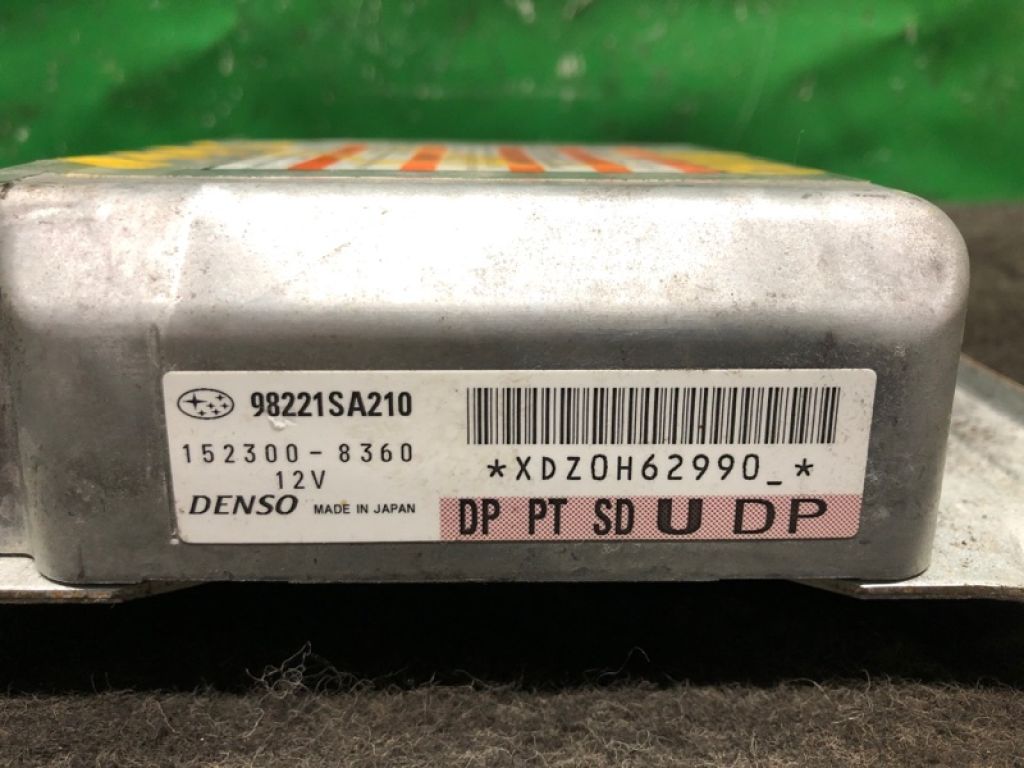 98221SA210
152300-8360
12V
DENSO MADE IN JAPAN
*XDZ0H62990_*
DP PT SD U DP